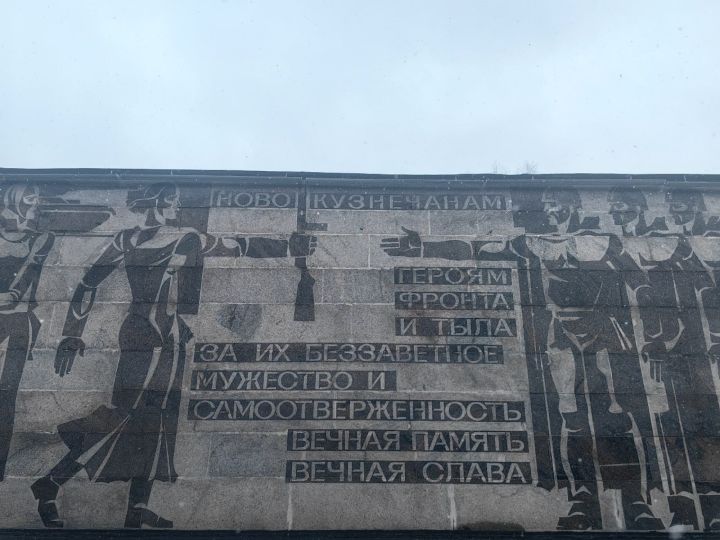 НОВОКУЗНЕЧАНАМ
ГЕРОЯМ
ФРОНТА
И ТЫЛА
ЗА ИХ БЕЗЗАВЕТНОЕ
МУЖЕСТВО И
САМООТВЕРЖЕННОСТЬ
ВЕЧНАЯ ПАМЯТЬ
ВЕЧНАЯ СЛАВА